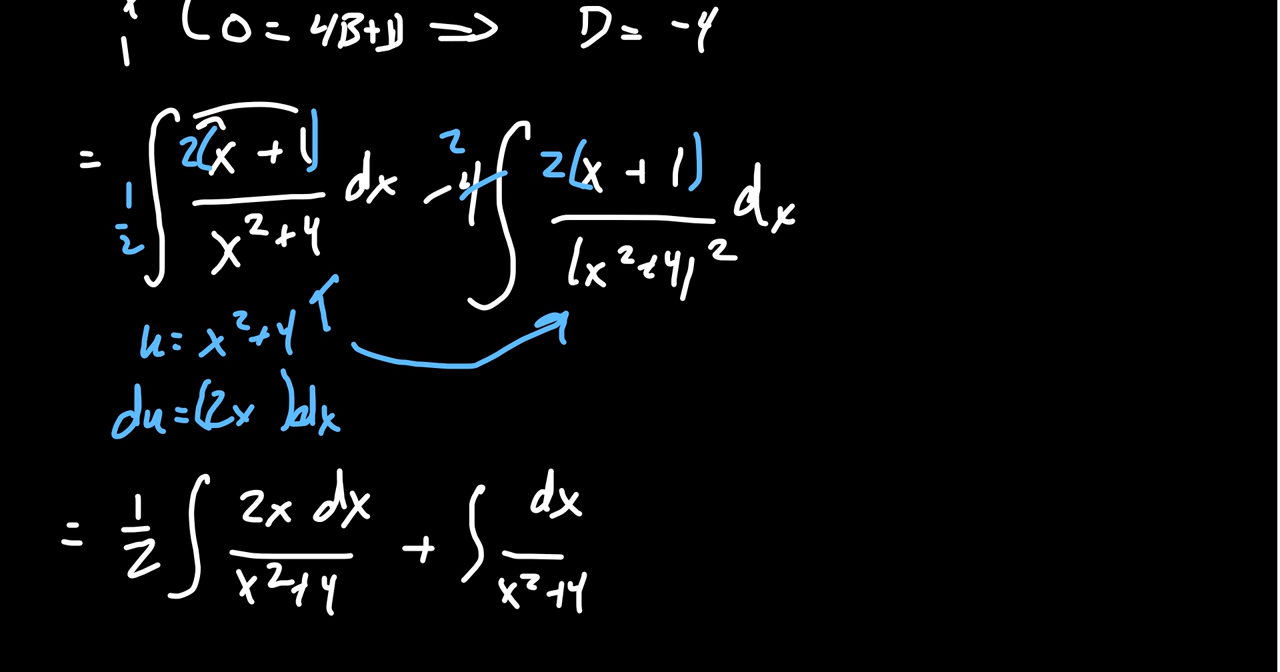 x { 0 = 4B+D ⟹ D = -4
1
= 1/2 ∫ 2(x + 1) / x²+4 dx - 4 2 ∫ 2(x + 1) / (x²+4)² dx
u = x²+4
du = (2x )dx
= 1/2 ∫ 2x dx / x²+4 + ∫ dx / x²+4